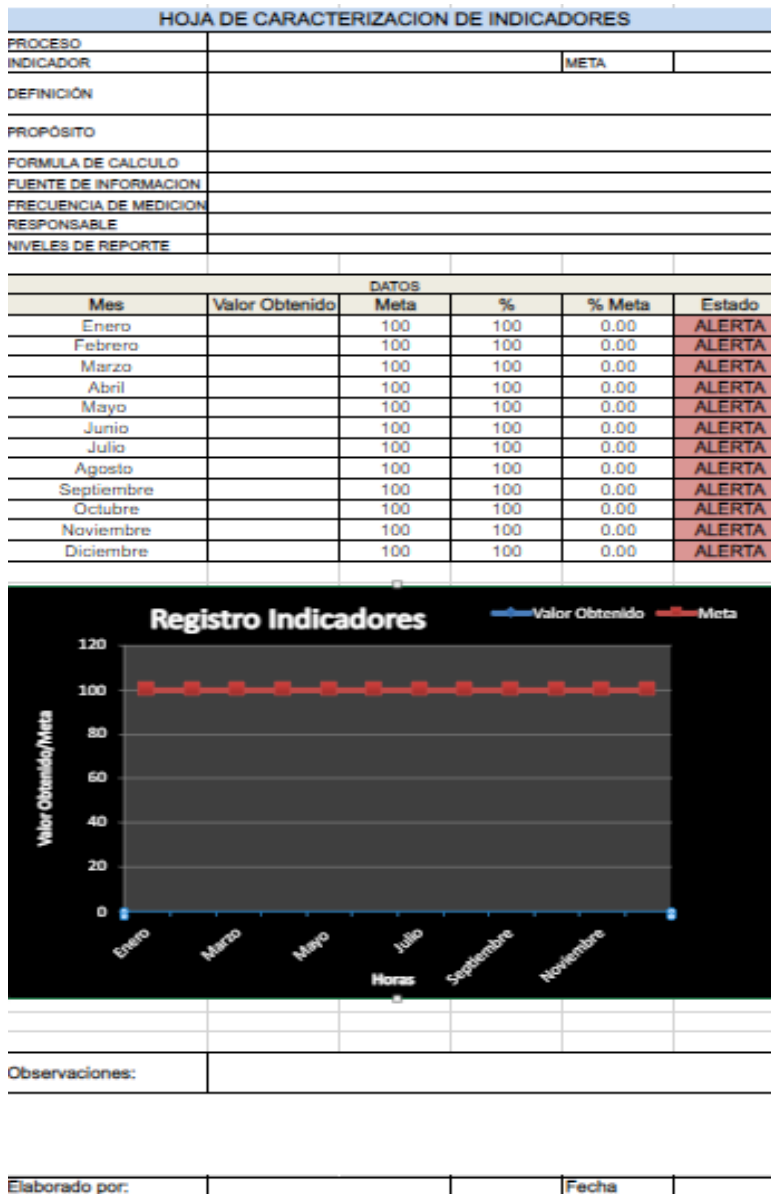 HOJA DE CARACTERIZACION DE INDICADORES
PROCESO
INDICADOR META
DEFINICIÓN
PROPÓSITO
FORMULA DE CALCULO
FUENTE DE INFORMACION
FRECUENCIA DE MEDICION
RESPONSABLE
NIVELES DE REPORTE
DATOS
Mes Valor Obtenido Meta % % Meta Estado
Enero 100 100 0.00 ALERTA
Febrero 100 100 0.00 ALERTA
Marzo 100 100 0.00 ALERTA
Abril 100 100 0.00 ALERTA
Mayo 100 100 0.00 ALERTA
Junio 100 100 0.00 ALERTA
Julio 100 100 0.00 ALERTA
Agosto 100 100 0.00 ALERTA
Septiembre 100 100 0.00 ALERTA
Octubre 100 100 0.00 ALERTA
Noviembre 100 100 0.00 ALERTA
Diciembre 100 100 0.00 ALERTA
Registro Indicadores Valor Obtenido Meta
Valor Obtenido/Meta
120
100
80
60
40
20
0
Enero Marzo Mayo Julio Septiembre Noviembre
Horas
Observaciones:
Elaborado por: Fecha